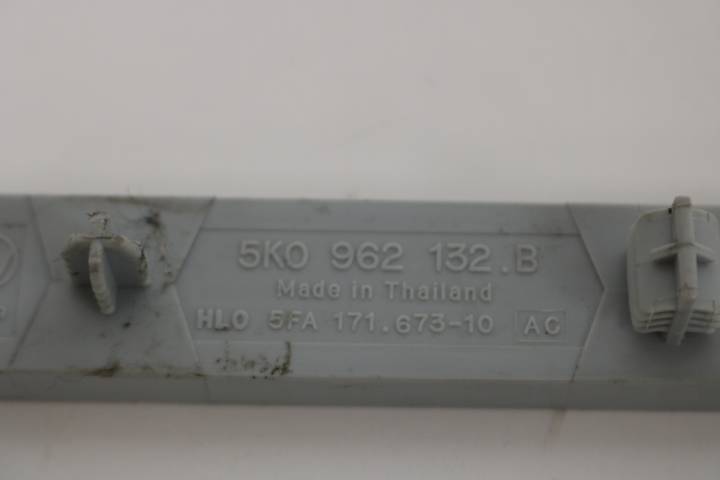 5K0 962 132.B
Made in Thailand
HLO 5FA 171.673-10 AC